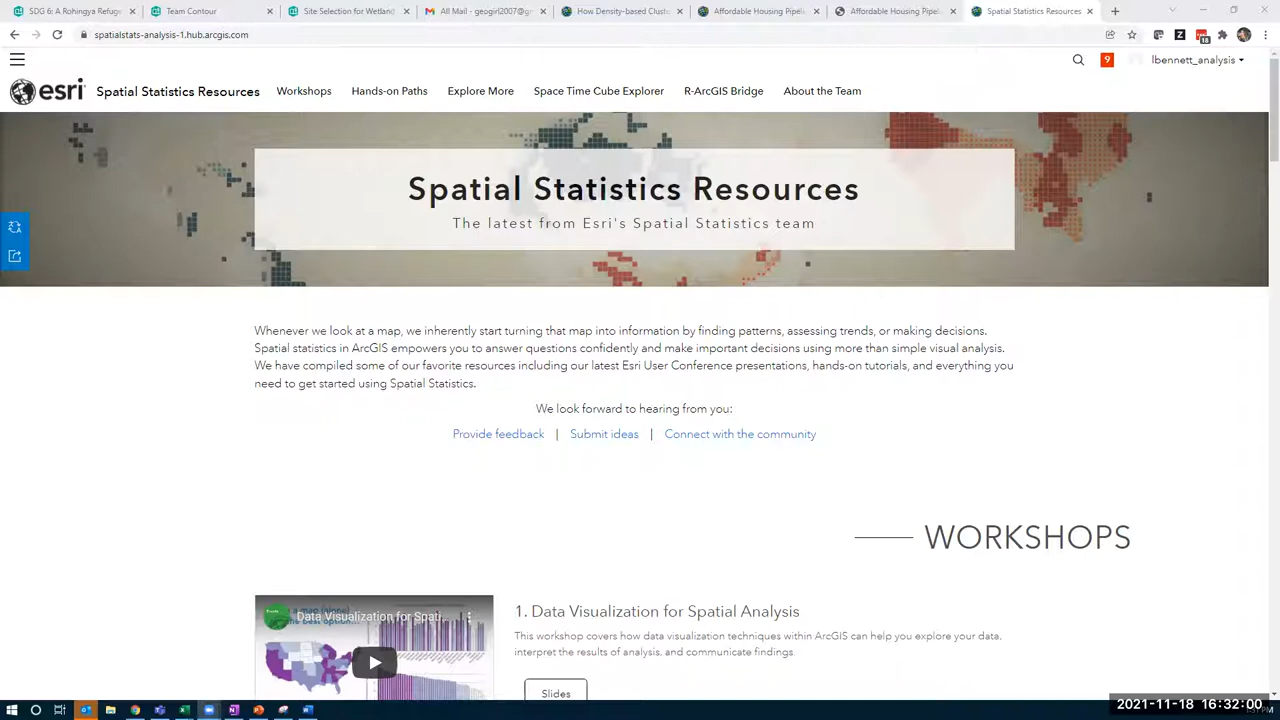 SDG 6: A Rohingya Refuge
Team Contour
Site Selection for Wetlan
All Mail - geogirl2007@g
How Density-based Clust
Affordable Housing Pipelin
Affordable Housing Pipelin
Spatial Statistics Resources
spatialstats-analysis-1.hub.arcgis.com
18
9
lbennett_analysis
esri
Spatial Statistics Resources
Workshops
Hands-on Paths
Explore More
Space Time Cube Explorer
R-ArcGIS Bridge
About the Team
Spatial Statistics Resources
The latest from Esri's Spatial Statistics team
Whenever we look at a map, we inherently start turning that map into information by finding patterns, assessing trends, or making decisions.
Spatial statistics in ArcGIS empowers you to answer questions confidently and make important decisions using more than simple visual analysis.
We have compiled some of our favorite resources including our latest Esri User Conference presentations, hands-on tutorials, and everything you
need to get started using Spatial Statistics.
We look forward to hearing from you:
Provide feedback | Submit ideas | Connect with the community
WORKSHOPS
Data Visualization for Spati...
1. Data Visualization for Spatial Analysis
This workshop covers how data visualization techniques within ArcGIS can help you explore your data,
interpret the results of analysis, and communicate findings.
Slides
2021-11-18 16:32:00